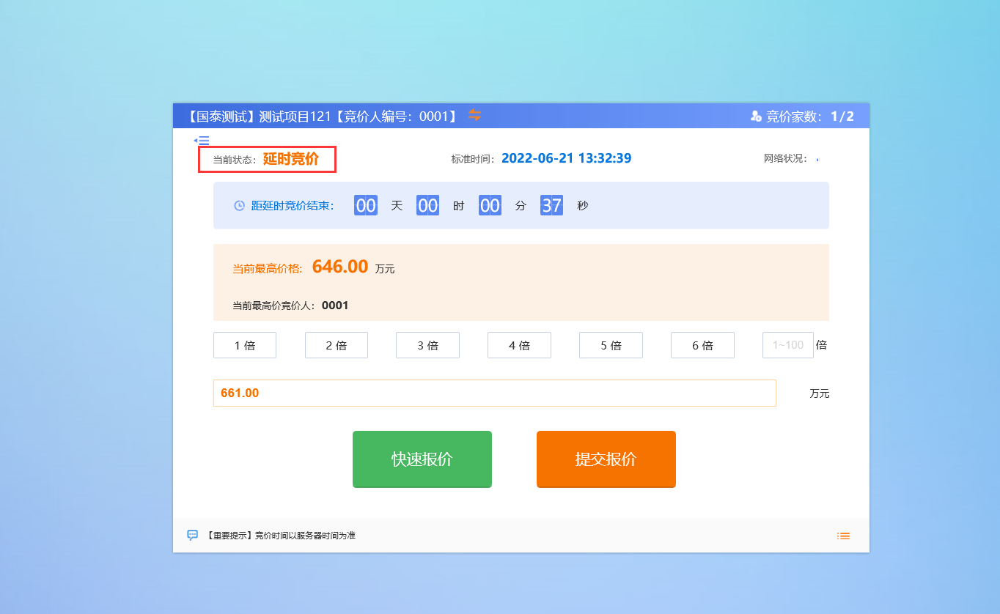 【国泰测试】测试项目121【竞价人编号：0001】 竞价家数：1/2
当前状态：延时竞价 标准时间：2022-06-21 13:32:39 网络状况：
距延时竞价结束： 00 天 00 时 00 分 37 秒
当前最高价格: 646.00 万元
当前最高价竞价人：0001
1 倍 2 倍 3 倍 4 倍 5 倍 6 倍 1~100 倍
661.00 万元
快速报价 提交报价
【重要提示】竞价时间以服务器时间为准